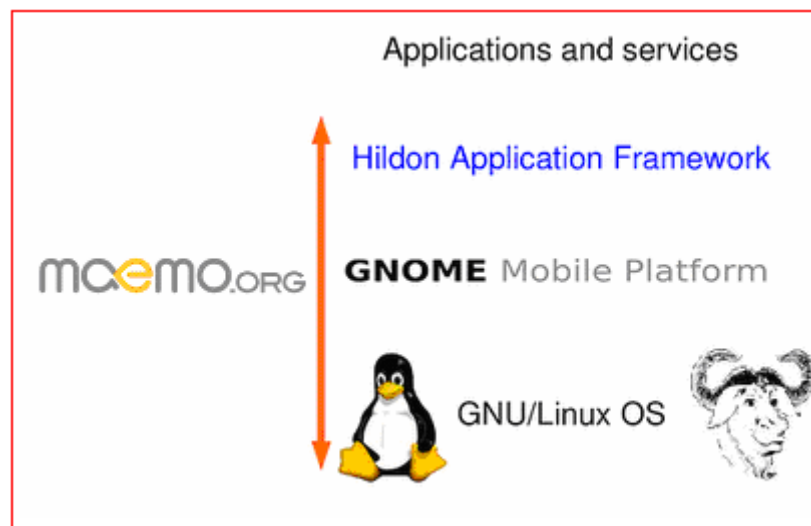 Applications and services
Hildon Application Framework
maemo.ORG
GNOME Mobile Platform
GNU/Linux OS